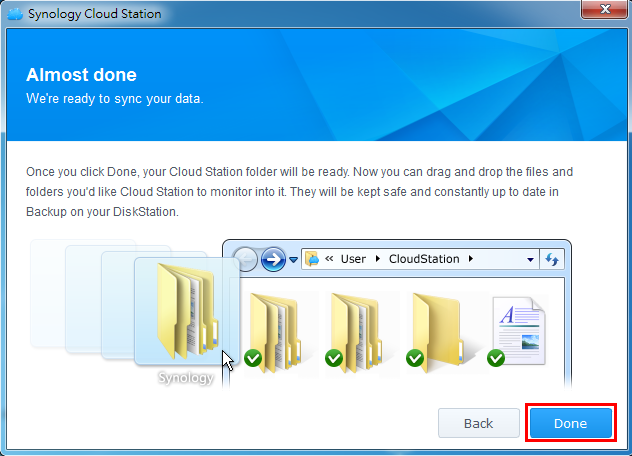 Synology Cloud Station
Almost done
We're ready to sync your data.
Once you click Done, your Cloud Station folder will be ready. Now you can drag and drop the files and
folders you'd like Cloud Station to monitor into it. They will be kept safe and constantly up to date in
Backup on your DiskStation.
« User CloudStation
A
Synology
Back Done